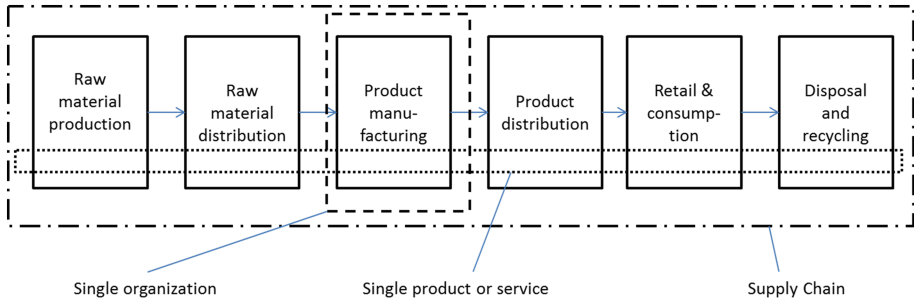 Raw
material
production
Raw
material
distribution
Product
manu-
facturing
Product
distribution
Retail &
consump-
tion
Disposal
and
recycling
Single organization
Single product or service
Supply Chain